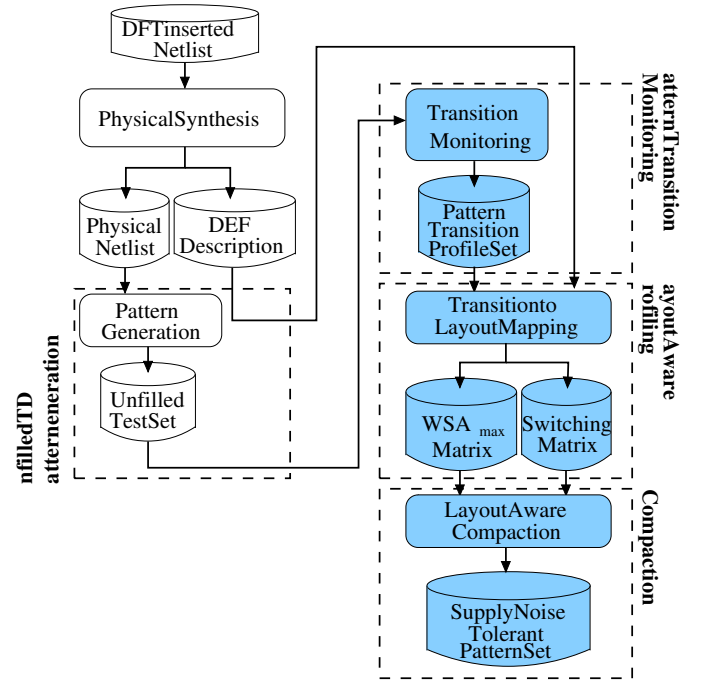 DFTinserted
Netlist
PhysicalSynthesis
Physical
Netlist
DEF
Description
Pattern
Generation
Unfilled
TestSet
nfilledTD
atterneneration
Transition
Monitoring
Pattern
Transition
ProfileSet
atternTransition
Monitoring
Transitionto
LayoutMapping
WSA max
Matrix
Switching
Matrix
ayoutAware
rofiling
LayoutAware
Compaction
SupplyNoise
Tolerant
PatternSet
Compaction